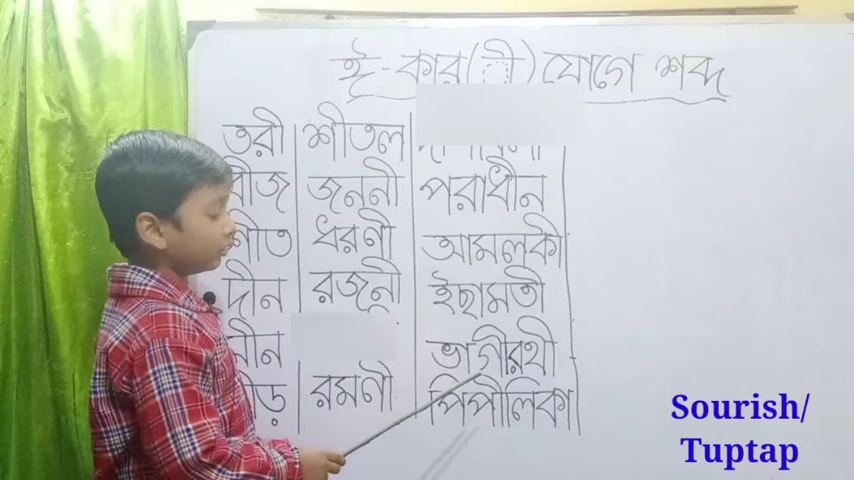 ঈ-কার(ী) যোগে শব্দ
তরী শীতল
জননী পরাধীন
ধরণী আমলকী
দীন রজনী ইছামতী
ভাগীরথী
রমণী পিপীলিকা
Sourish/
Tuptap